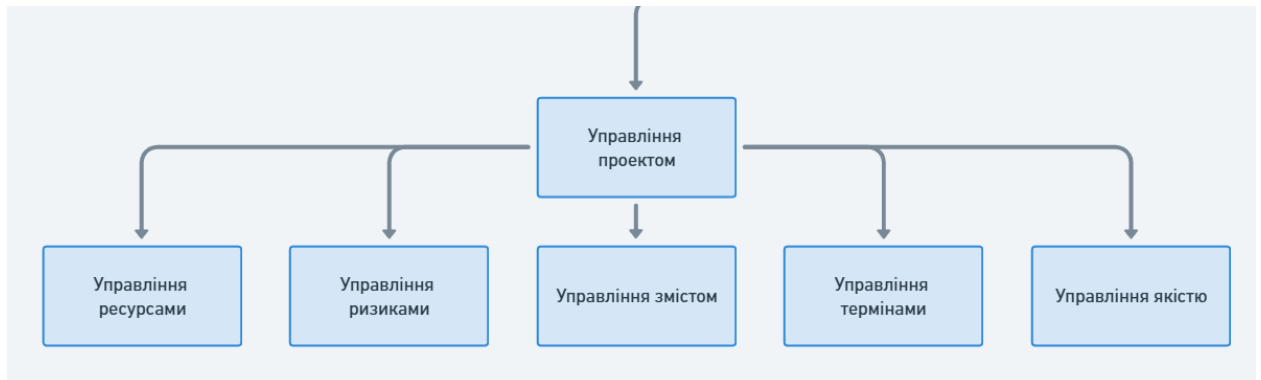 Управління
проектом
Управління
ресурсами
Управління
ризиками
Управління змістом
Управління
термінами
Управління якістю